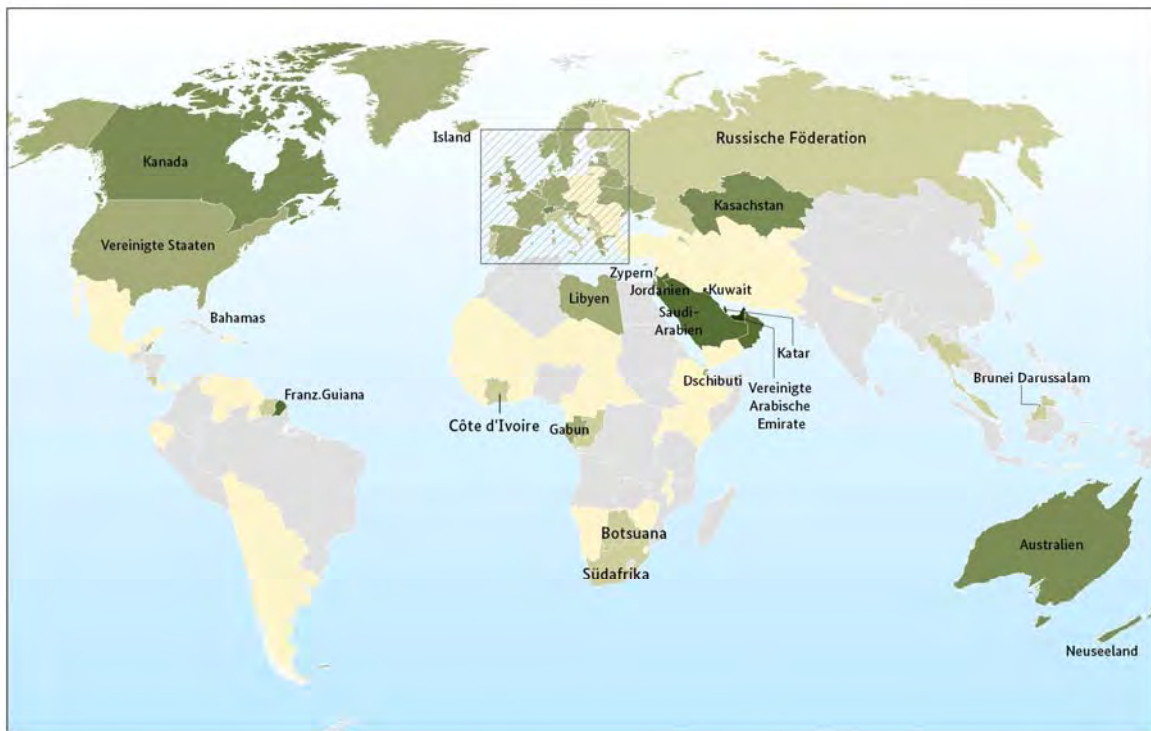 Island
Russische Föderation
Kanada
Kasachstan
Vereinigte Staaten
Zypern
Jordanien
Kuwait
Libyen
Saudi-
Arabien
Bahamas
Katar
Dschibuti
Vereinigte
Arabische
Emirate
Brunei Darussalam
Franz.Guiana
Côte d'Ivoire
Gabun
Botsuana
Südafrika
Australien
Neuseeland